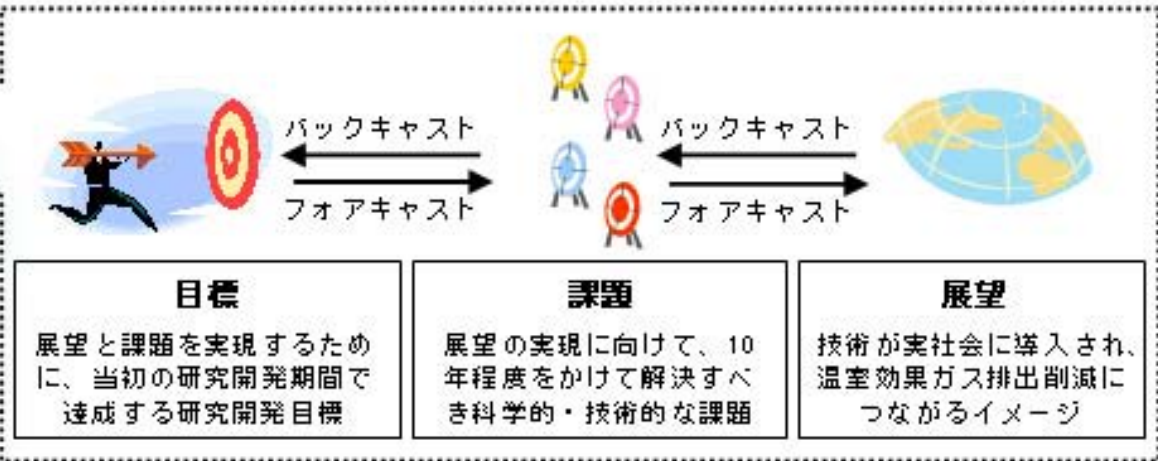 バックキャスト
フォアキャスト
バックキャスト
フォアキャスト
目標
展望と課題を実現するため
に、当初の研究開発期間で
達成する研究開発目標
課題
展望の実現に向けて、10
年程度をかけて解決すべ
き科学的・技術的な課題
展望
技術が実社会に導入され、
温室効果ガス排出削減に
つながるイメージ